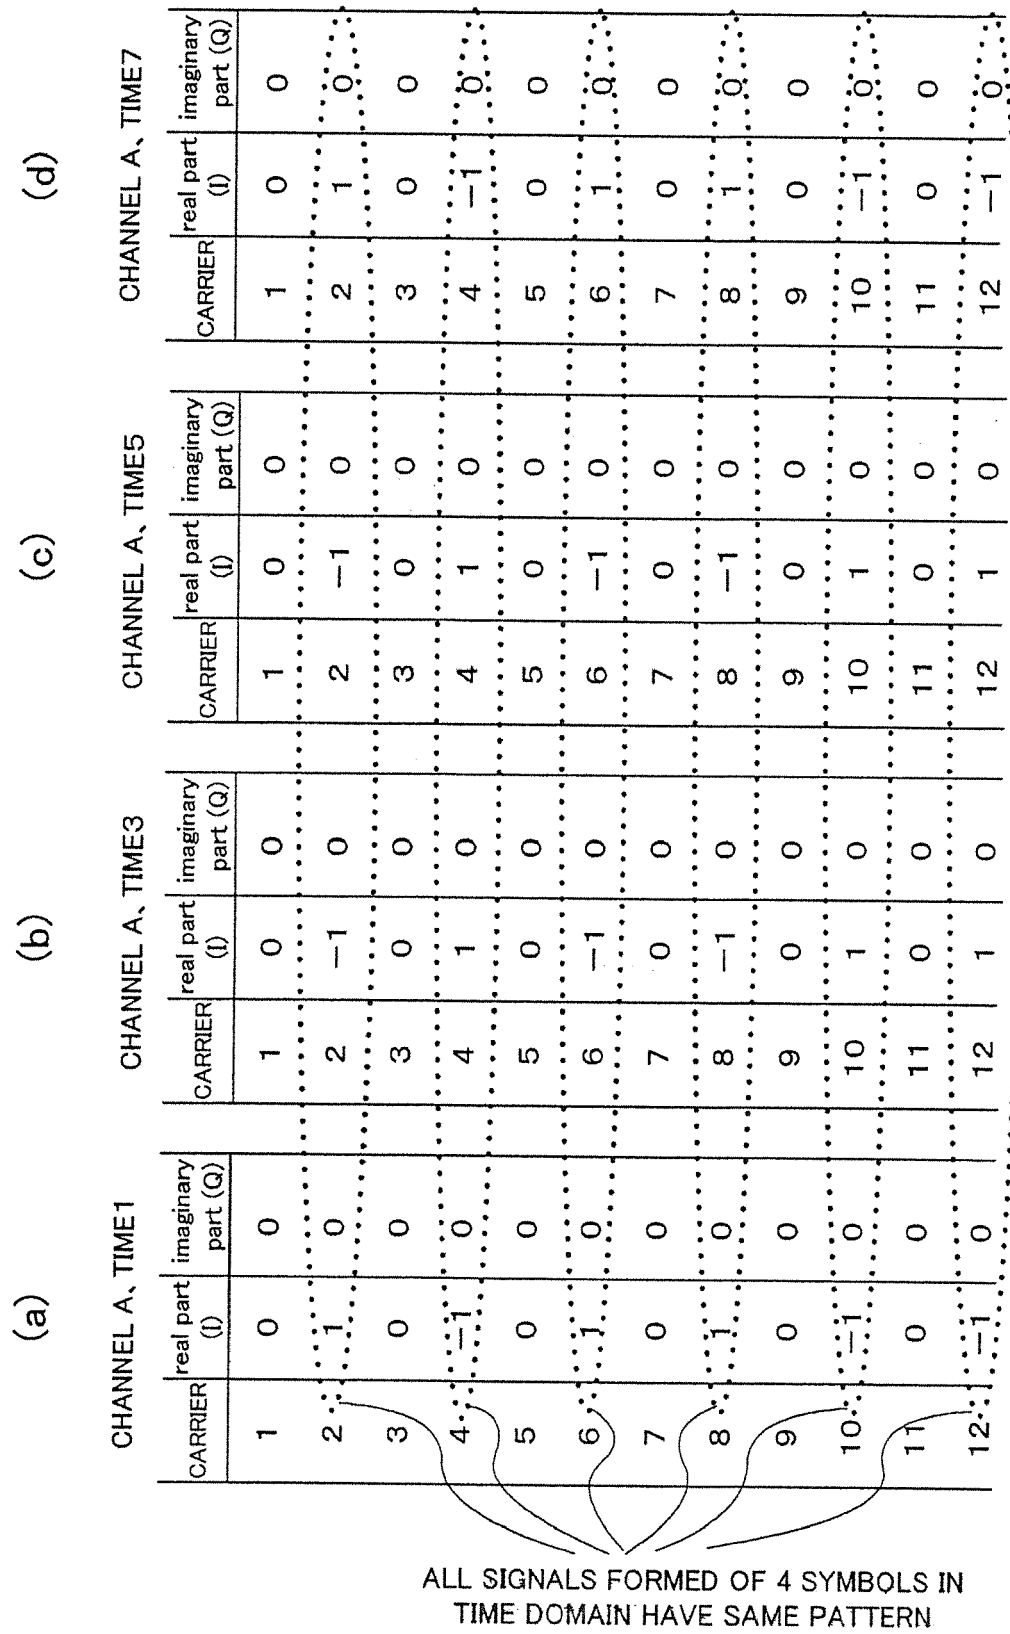 (a)
CHANNEL A、TIME1
CARRIER real part (I) imaginary part (Q)
1 0 0
2 1 0
3 0 0
4 −1 0
5 0 0
6 1 0
7 0 0
8 1 0
9 0 0
10 −1 0
11 0 0
12 −1 0
(b)
CHANNEL A、TIME3
CARRIER real part (I) imaginary part (Q)
1 0 0
2 −1 0
3 0 0
4 1 0
5 0 0
6 −1 0
7 0 0
8 −1 0
9 0 0
10 1 0
11 0 0
12 1 0
(c)
CHANNEL A、TIME5
CARRIER real part (I) imaginary part (Q)
1 0 0
2 −1 0
3 0 0
4 1 0
5 0 0
6 −1 0
7 0 0
8 −1 0
9 0 0
10 1 0
11 0 0
12 1 0
(d)
CHANNEL A、TIME7
CARRIER real part (I) imaginary part (Q)
1 0 0
2 1 0
3 0 0
4 −1 0
5 0 0
6 1 0
7 0 0
8 1 0
9 0 0
10 −1 0
11 0 0
12 −1 0
ALL SIGNALS FORMED OF 4 SYMBOLS IN
TIME DOMAIN HAVE SAME PATTERN